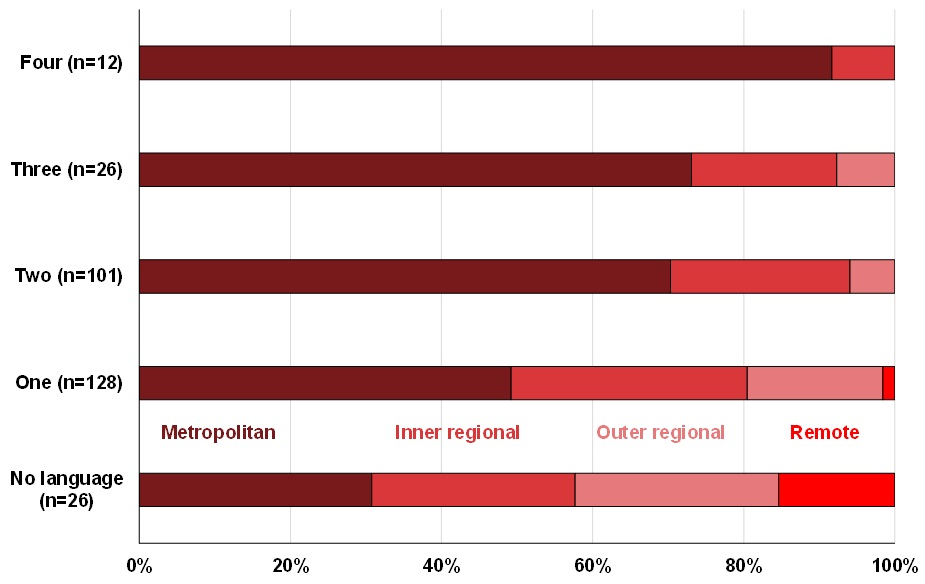 Four (n=12)
Three (n=26)
Two (n=101)
One (n=128)
Metropolitan Inner regional Outer regional Remote
No language
(n=26)
0% 20% 40% 60% 80% 100%